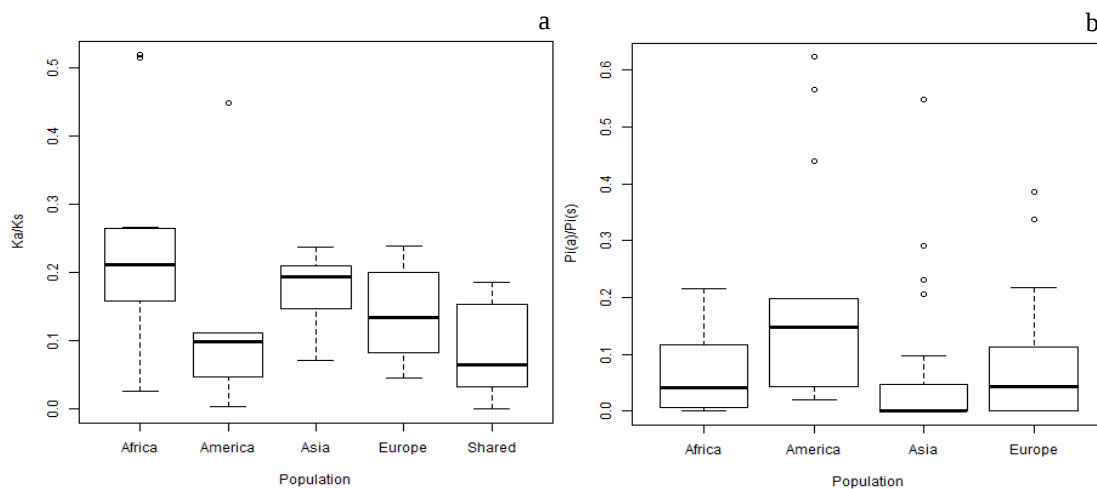 a
Ka/Ks
0.5
0.4
0.3
0.2
0.1
0.0
Africa America Asia Europe Shared
Population
b
Pi(a)/Pi(s)
0.6
0.5
0.4
0.3
0.2
0.1
0.0
Africa America Asia Europe
Population